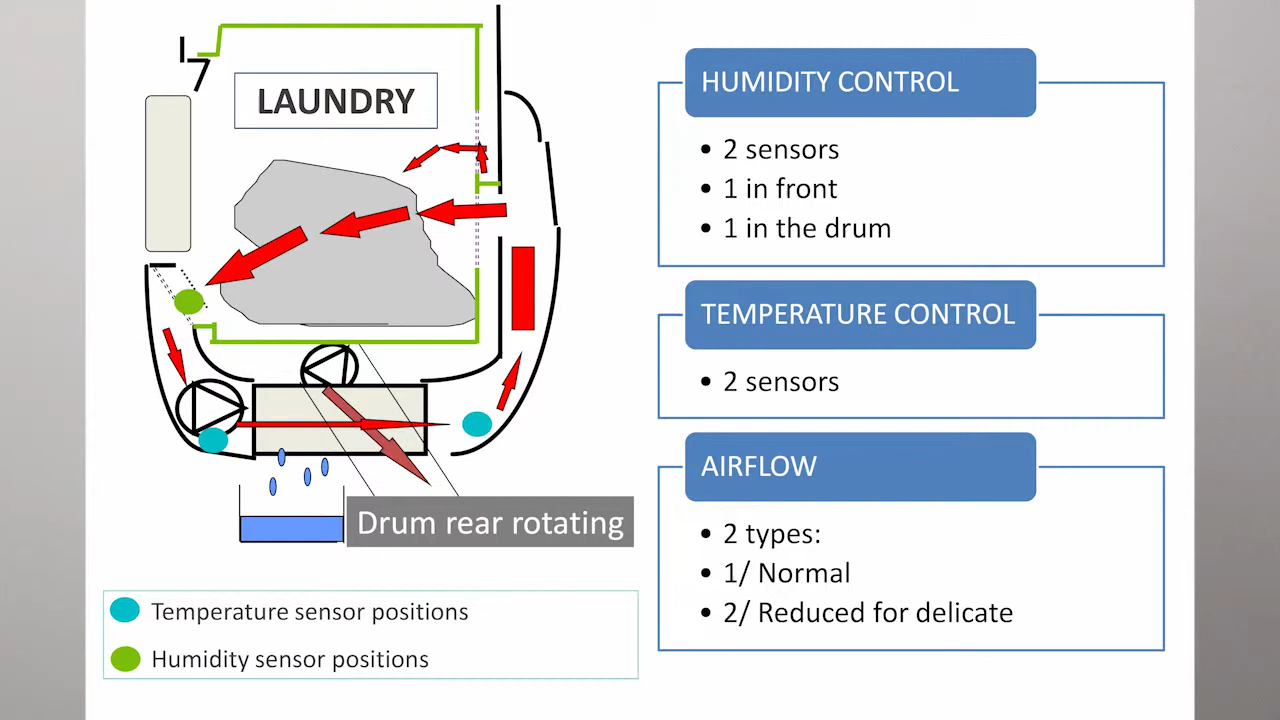 LAUNDRY
Drum rear rotating
Temperature sensor positions
Humidity sensor positions
HUMIDITY CONTROL
• 2 sensors
• 1 in front
• 1 in the drum
TEMPERATURE CONTROL
• 2 sensors
AIRFLOW
• 2 types:
• 1/ Normal
• 2/ Reduced for delicate